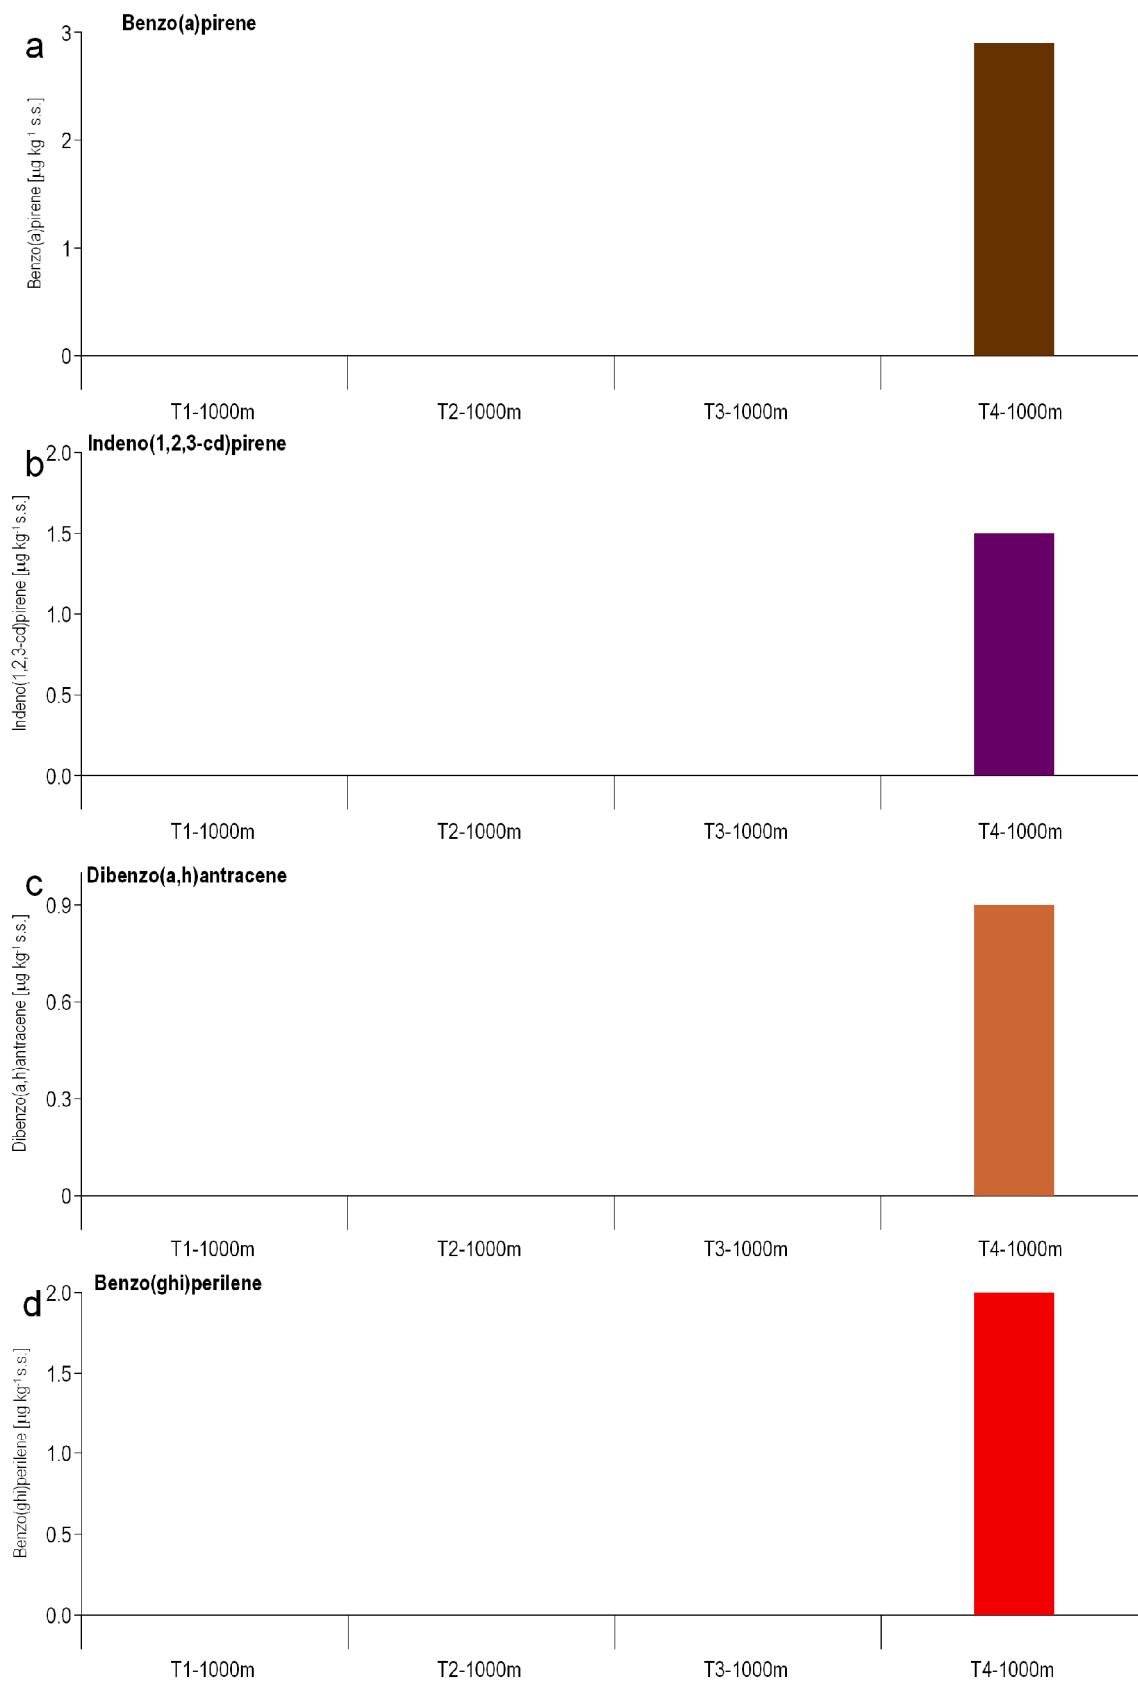 a
Benzo(a)pirene
Benzo(a)pirene [µg kg⁻¹ s.s.]
3
2
1
0
T1-1000m T2-1000m T3-1000m T4-1000m
b
Indeno(1,2,3-cd)pirene
Indeno(1,2,3-cd)pirene [µg kg⁻¹ s.s.]
2.0
1.5
1.0
0.5
0.0
T1-1000m T2-1000m T3-1000m T4-1000m
c
Dibenzo(a,h)antracene
Dibenzo(a,h)antracene [µg kg⁻¹ s.s.]
0.9
0.6
0.3
0
T1-1000m T2-1000m T3-1000m T4-1000m
d
Benzo(ghi)perilene
Benzo(ghi)perilene [µg kg⁻¹ s.s.]
2.0
1.5
1.0
0.5
0.0
T1-1000m T2-1000m T3-1000m T4-1000m